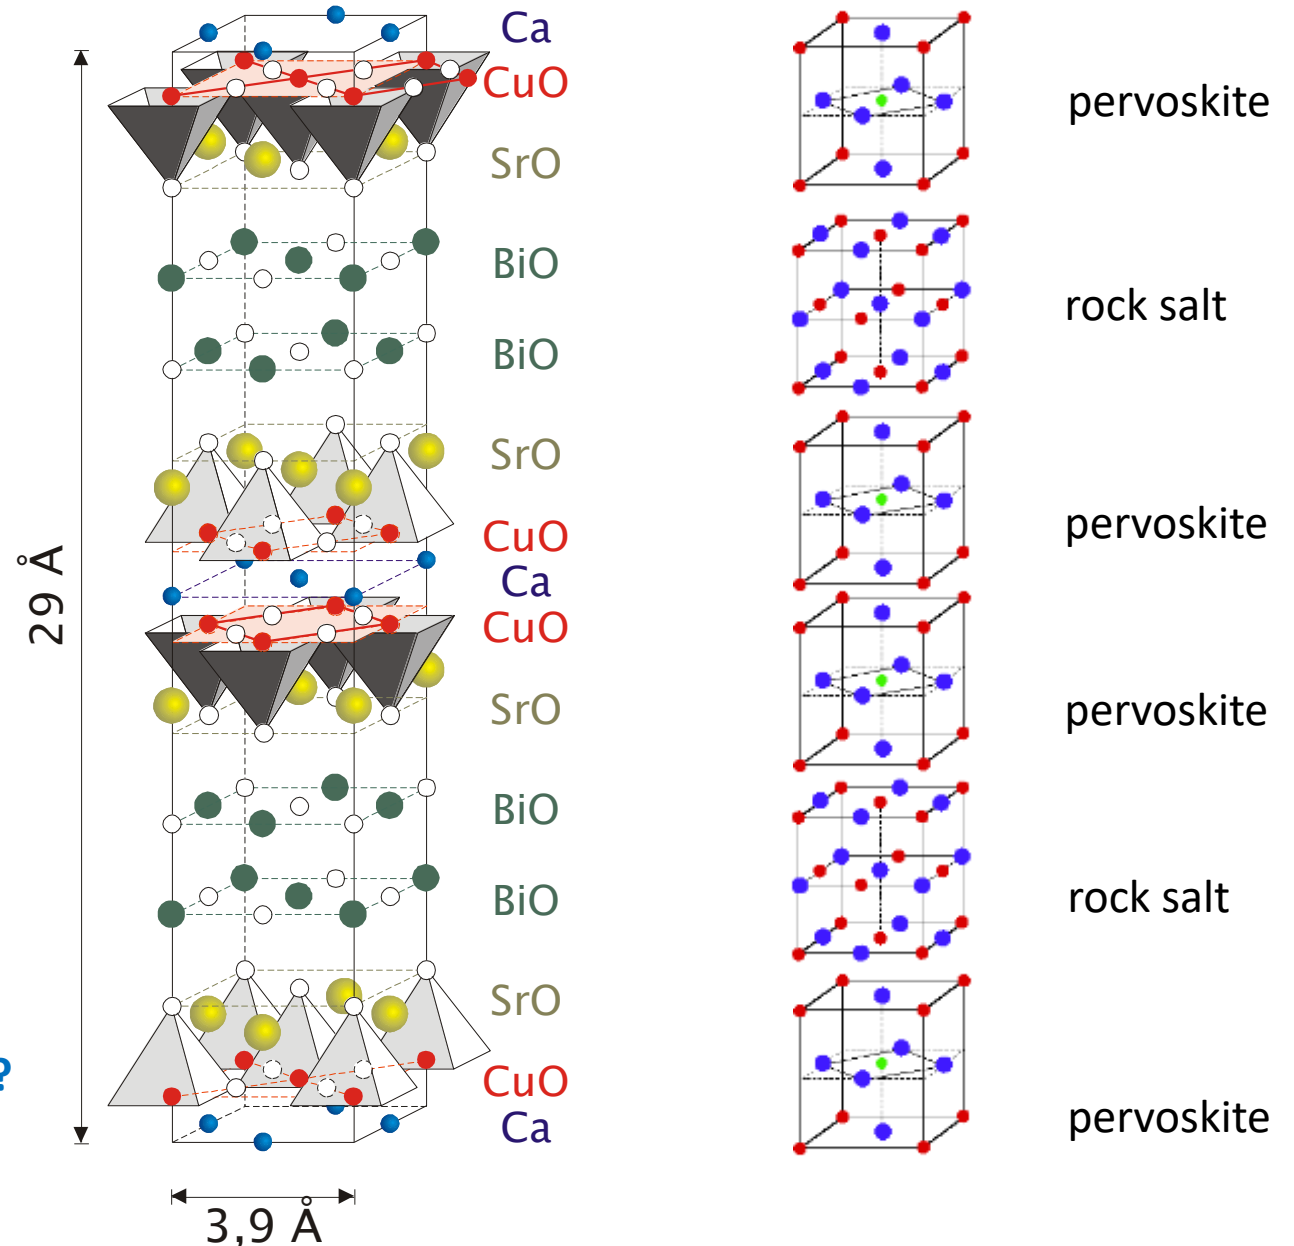 Ca
CuO
SrO
BiO
BiO
SrO
CuO
Ca
CuO
SrO
BiO
BiO
SrO
CuO
Ca
29 Å
3,9 Å
?
pervoskite
rock salt
pervoskite
pervoskite
rock salt
pervoskite